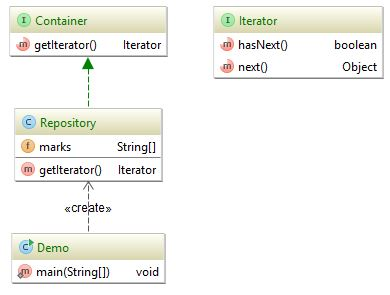 I Container
m getIterator() Iterator
I Iterator
m hasNext() boolean
m next() Object
C Repository
f marks String[]
m getIterator() Iterator
«create»
C Demo
m main(String[]) void